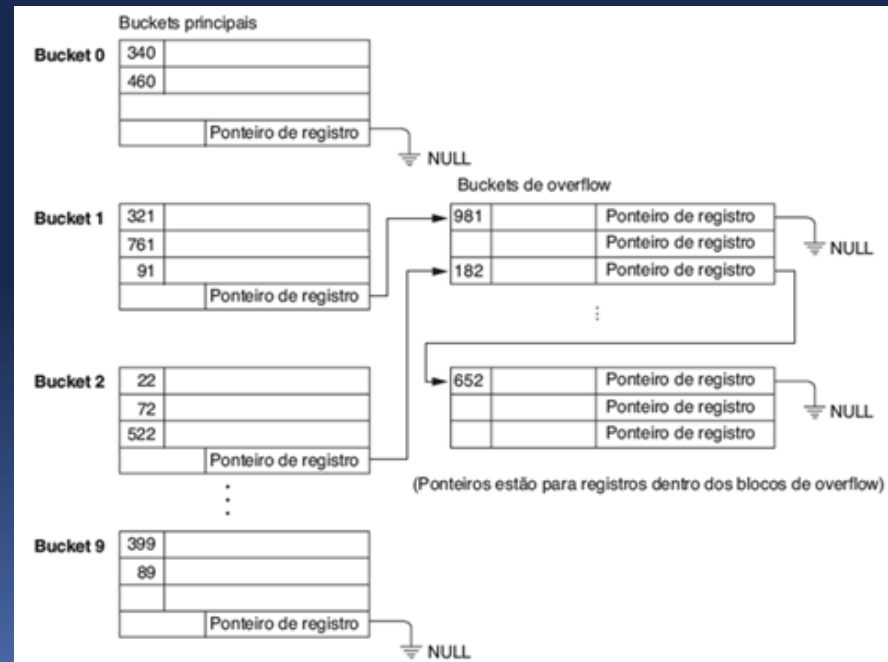 Buckets principais
Bucket 0
340
460
Ponteiro de registro
NULL
Buckets de overflow
Bucket 1
321
761
91
Ponteiro de registro
981 Ponteiro de registro
Ponteiro de registro
182 Ponteiro de registro
NULL
Bucket 2
22
72
522
Ponteiro de registro
652 Ponteiro de registro
Ponteiro de registro
Ponteiro de registro
NULL
(Ponteiros estão para registros dentro dos blocos de overflow)
Bucket 9
399
89
Ponteiro de registro
NULL